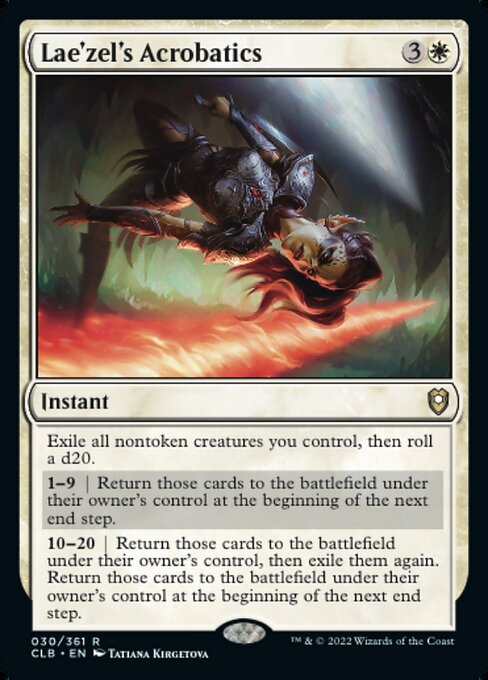 Lae'zel's Acrobatics 3
Instant
Exile all nontoken creatures you control, then roll
a d20.
1–9 | Return those cards to the battlefield under
their owner's control at the beginning of the next
end step.
10–20 | Return those cards to the battlefield
under their owner's control, then exile them again.
Return those cards to the battlefield under their
owner's control at the beginning of the next end
step.
030/361 R
CLB • EN Tatiana Kirgetova
™ & © 2022 Wizards of the Coast